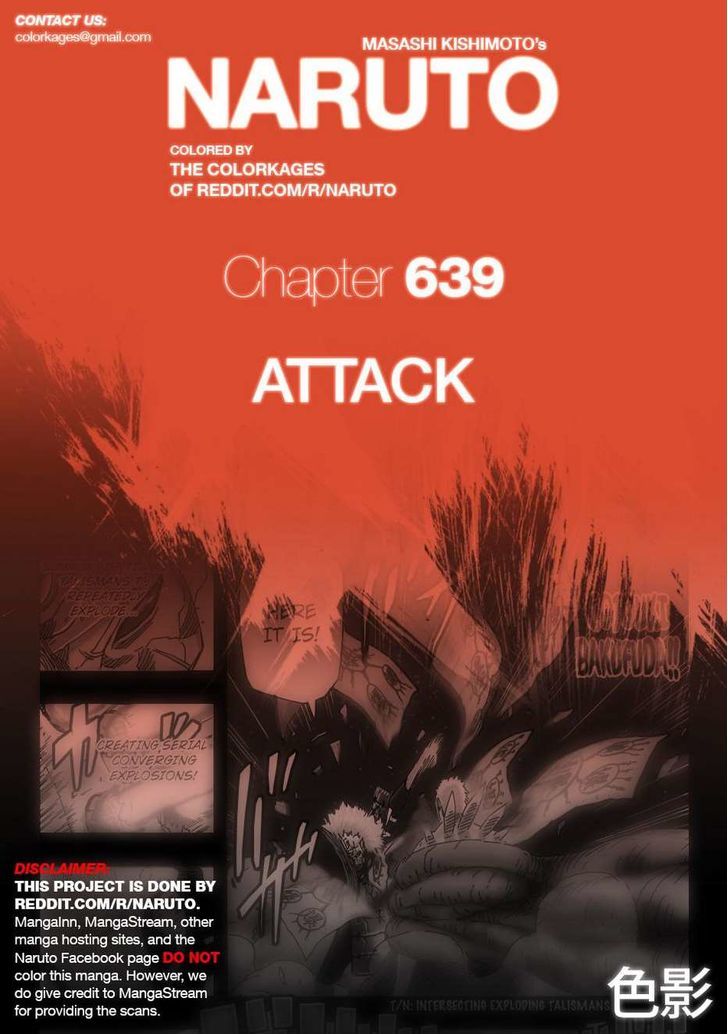 CONTACT US:
colorkages@gmail.com
MASASHI KISHIMOTO's
NARUTO
COLORED BY
THE COLORKAGES
OF REDDIT.COM/R/NARUTO
Chapter 639
ATTACK
TALISMANS TO
REPEATEDLY
EXPLODE...
HERE
IT IS!
BAKUFUDA!!
CREATING SERIAL
CONVERGING
EXPLOSIONS!
DISCLAIMER:
THIS PROJECT IS DONE BY
REDDIT.COM/R/NARUTO.
MangaInn, MangaStream, other
manga hosting sites, and the
Naruto Facebook page DO NOT
color this manga. However, we
do give credit to MangaStream
for providing the scans.
T/N: INTERSECTING EXPLODING TALISMANS
色影